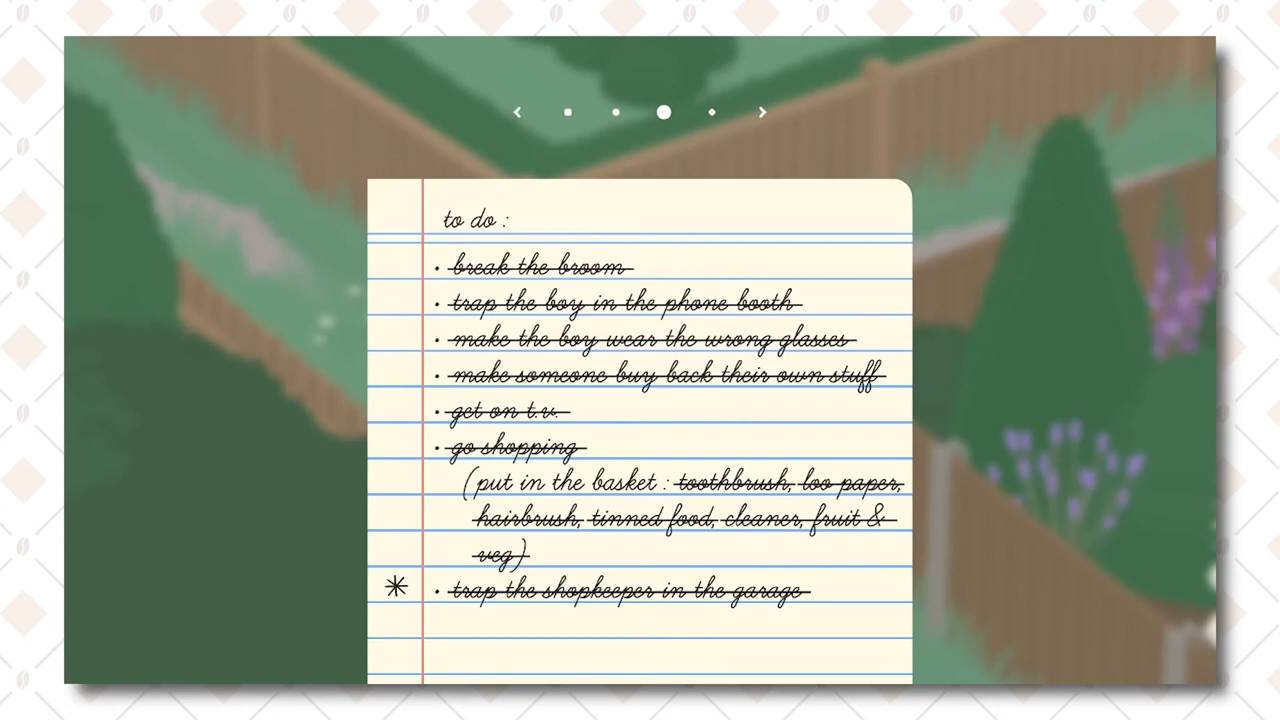 to do :
• break the broom
• trap the boy in the phone booth
• make the boy wear the wrong glasses
• make someone buy back their own stuff
• get on t.v.
• go shopping
(put in the basket : toothbrush, loo paper,
hairbrush, tinned food, cleaner, fruit &
veg)
* • trap the shopkeeper in the garage